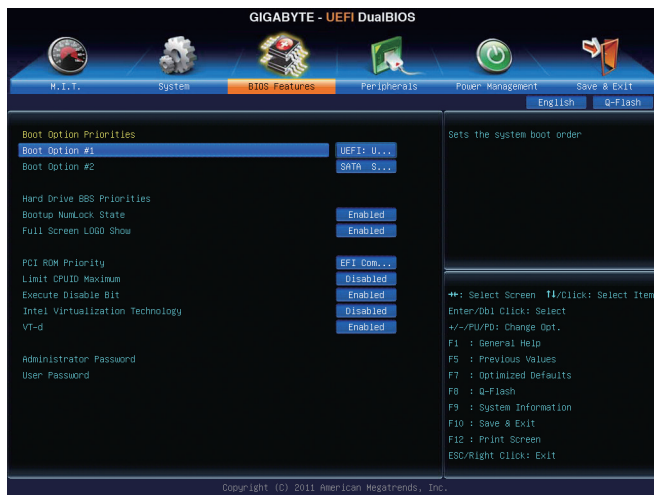 GIGABYTE - UEFI DualBIOS
M.I.T. System BIOS Features Peripherals Power Management Save & Exit
English Q-Flash
Boot Option Priorities
Boot Option #1 UEFI: U...
Boot Option #2 SATA S...
Hard Drive BBS Priorities
Bootup NumLock State Enabled
Full Screen LOGO Show Enabled
PCI ROM Priority EFI Com...
Limit CPUID Maximum Disabled
Execute Disable Bit Enabled
Intel Virtualization Technology Disabled
VT-d Enabled
Administrator Password
User Password
Sets the system boot order
→←: Select Screen ↑↓/Click: Select Item
Enter/Dbl Click: Select
+/-/PU/PD: Change Opt.
F1 : General Help
F5 : Previous Values
F7 : Optimized Defaults
F8 : Q-Flash
F9 : System Information
F10 : Save & Exit
F12 : Print Screen
ESC/Right Click: Exit
Copyright (C) 2011 American Megatrends, Inc.